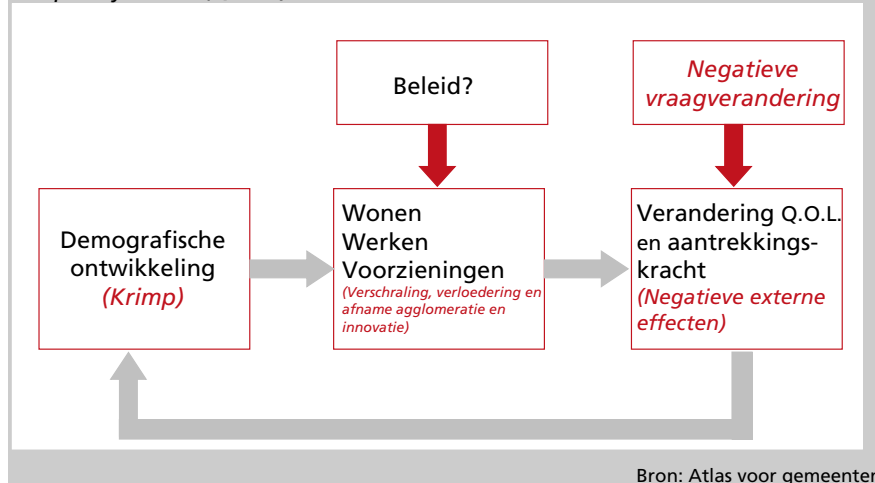 Beleid?
Negatieve
vraagverandering
Demografische
ontwikkeling
(Krimp)
Wonen
Werken
Voorzieningen
(Verschraling, verloedering en
afname agglomeratie en
innovatie)
Verandering Q.O.L.
en aantrekkings-
kracht
(Negatieve externe
effecten)
Bron: Atlas voor gemeenten